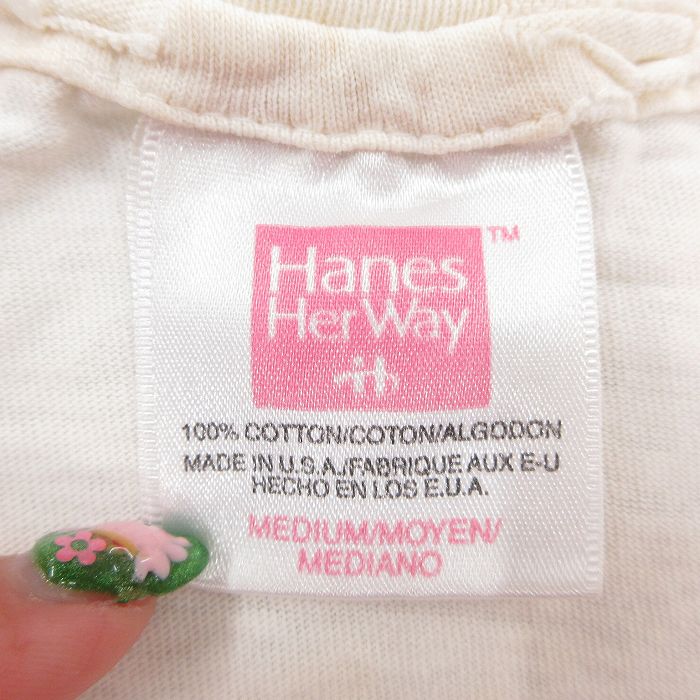 Hanes
Her Way
™
100% COTTON/COTON/ALGODON
MADE IN U.S.A./FABRIQUE AUX E-U
HECHO EN LOS E.U.A.
MEDIUM/MOYEN/
MEDIANO